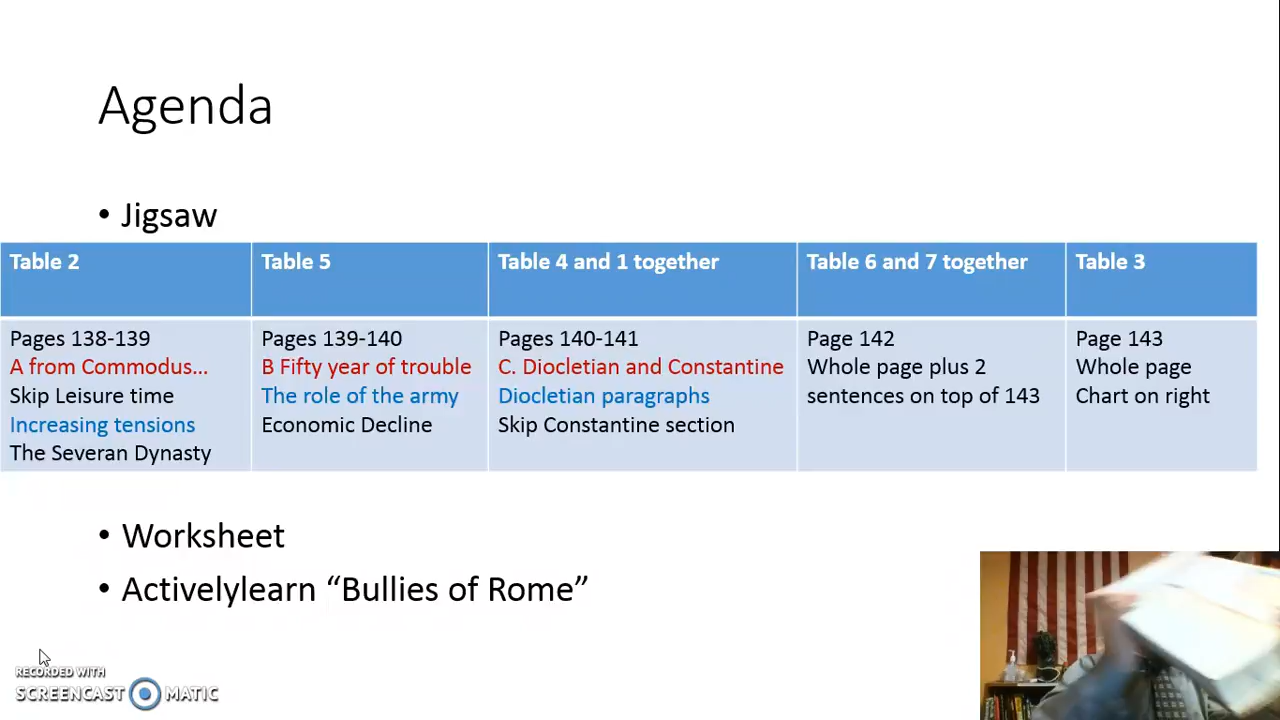 Agenda
• Jigsaw
Table 2
Table 5
Table 4 and 1 together
Table 6 and 7 together
Table 3
Pages 138-139
A from Commodus...
Skip Leisure time
Increasing tensions
The Severan Dynasty
Pages 139-140
B Fifty year of trouble
The role of the army
Economic Decline
Pages 140-141
C. Diocletian and Constantine
Diocletian paragraphs
Skip Constantine section
Page 142
Whole page plus 2
sentences on top of 143
Page 143
Whole page
Chart on right
• Worksheet
• Activelylearn “Bullies of Rome”
RECORDED WITH
SCREENCAST MATIC